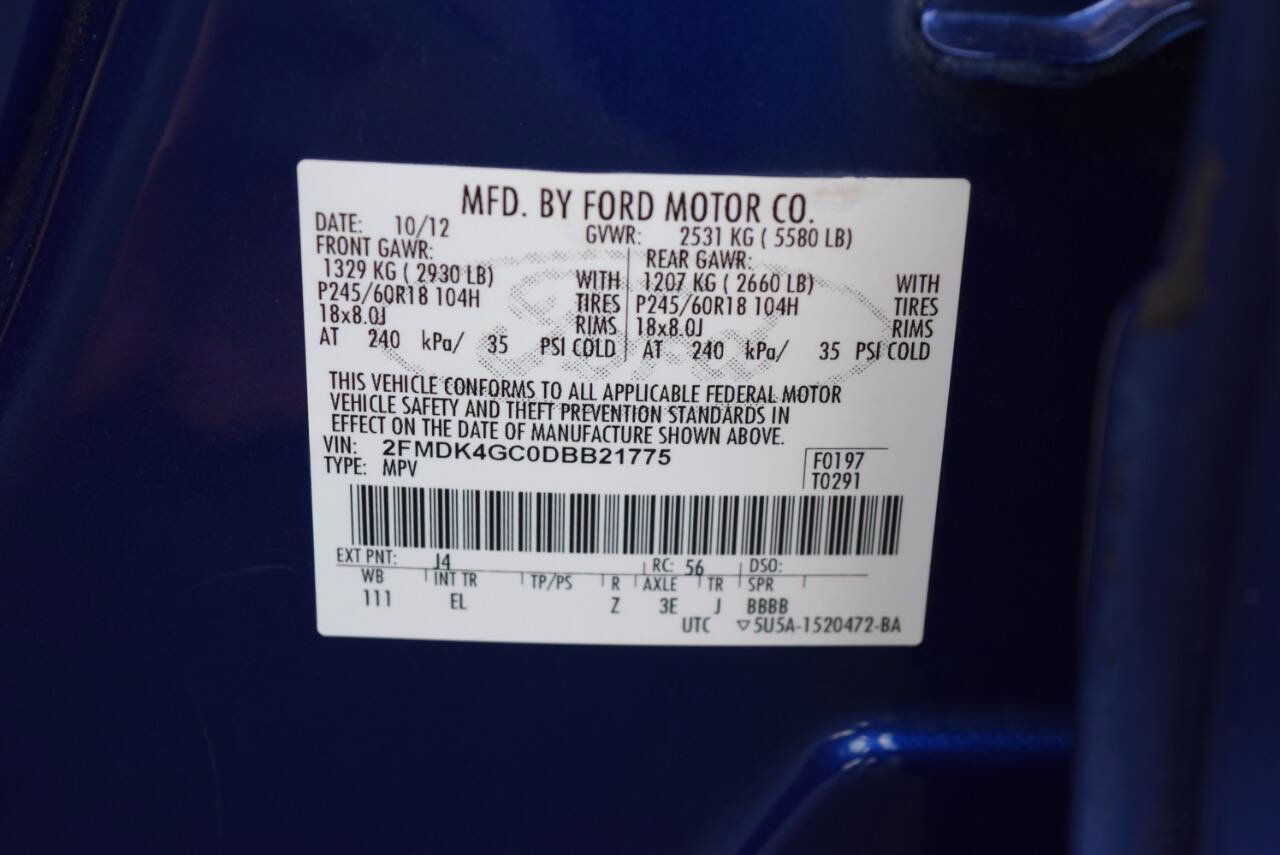 MFD. BY FORD MOTOR CO.
DATE: 10/12 GVWR: 2531 KG ( 5580 LB)
FRONT GAWR: REAR GAWR:
1329 KG ( 2930 LB) WITH 1207 KG ( 2660 LB) WITH
P245/60R18 104H TIRES P245/60R18 104H TIRES
18x8.0J RIMS 18x8.0J RIMS
AT 240 kPa/ 35 PSI COLD AT 240 kPa/ 35 PSI COLD
THIS VEHICLE CONFORMS TO ALL APPLICABLE FEDERAL MOTOR
VEHICLE SAFETY AND THEFT PREVENTION STANDARDS IN
EFFECT ON THE DATE OF MANUFACTURE SHOWN ABOVE.
VIN: 2FMDK4GC0DBB21775 F0197
TYPE: MPV T0291
EXT PNT: J4 RC: 56 DSO:
WB INT TR TP/PS R AXLE TR SPR
111 EL Z 3E J BBBB
UTC ▽5U5A-1520472-BA
Ford